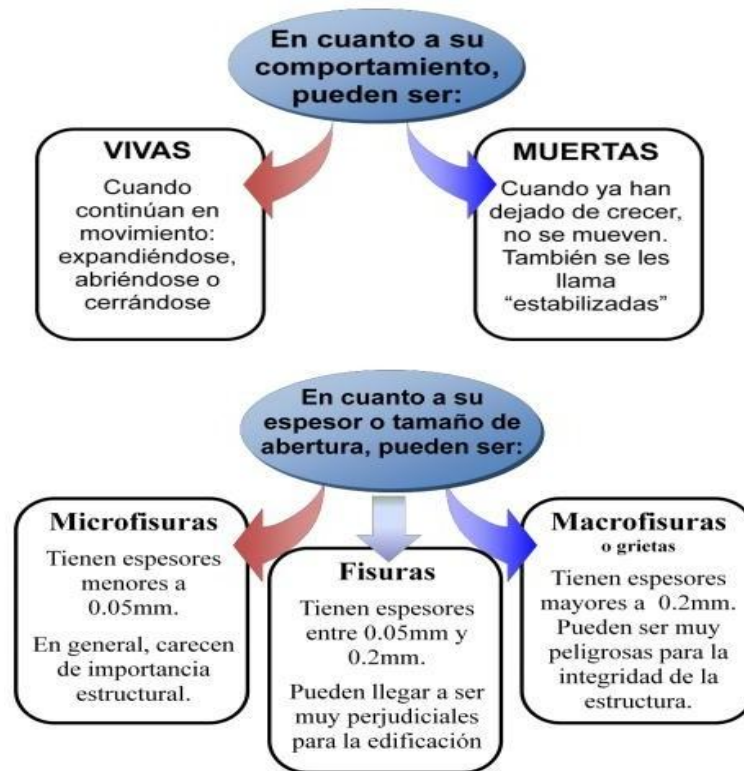 En cuanto a su
comportamiento,
pueden ser:
VIVAS
Cuando
continúan en
movimiento:
expandiéndose,
abriéndose o
cerrándose
MUERTAS
Cuando ya han
dejado de crecer,
no se mueven.
También se les
llama
“estabilizadas”
En cuanto a su
espesor o tamaño de
abertura, pueden ser:
Microfisuras
Tienen espesores
menores a
0.05mm.
En general, carecen
de importancia
estructural.
Fisuras
Tienen espesores
entre 0.05mm y
0.2mm.
Pueden llegar a ser
muy perjudiciales
para la edificación
Macrofisuras
o grietas
Tienen espesores
mayores a 0.2mm.
Pueden ser muy
peligrosas para la
integridad de la
estructura.